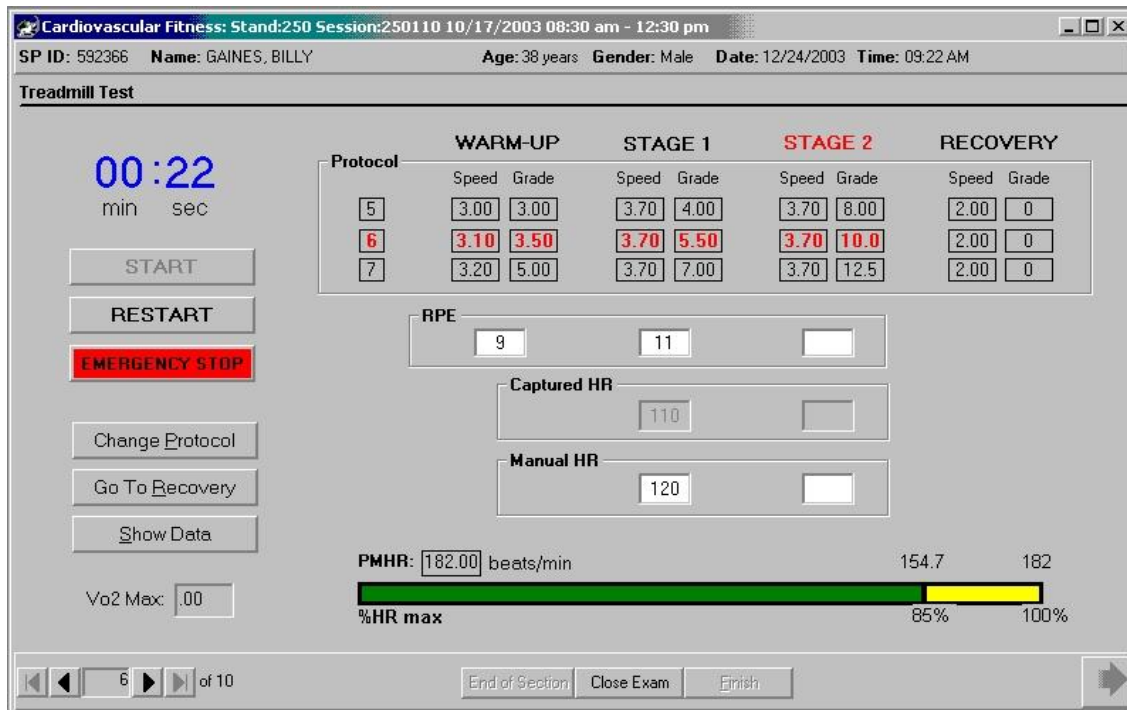 Cardiovascular Fitness: Stand:250 Session:250110 10/17/2003 08:30 am - 12:30 pm
SP ID: 592366 Name: GAINES, BILLY Age: 38 years Gender: Male Date: 12/24/2003 Time: 09:22 AM
Treadmill Test
00:22
min sec
START
RESTART
EMERGENCY STOP
Change Protocol
Go To Recovery
Show Data
Vo2 Max: .00
WARM-UP STAGE 1 STAGE 2 RECOVERY
Protocol
Speed Grade Speed Grade Speed Grade Speed Grade
5 3.00 3.00 3.70 4.00 3.70 8.00 2.00 0
6 3.10 3.50 3.70 5.50 3.70 10.0 2.00 0
7 3.20 5.00 3.70 7.00 3.70 12.5 2.00 0
RPE
9 11
Captured HR
110
Manual HR
120
PMHR: 182.00 beats/min 154.7 182
%HR max 85% 100%
6 of 10
End of Section Close Exam Finish